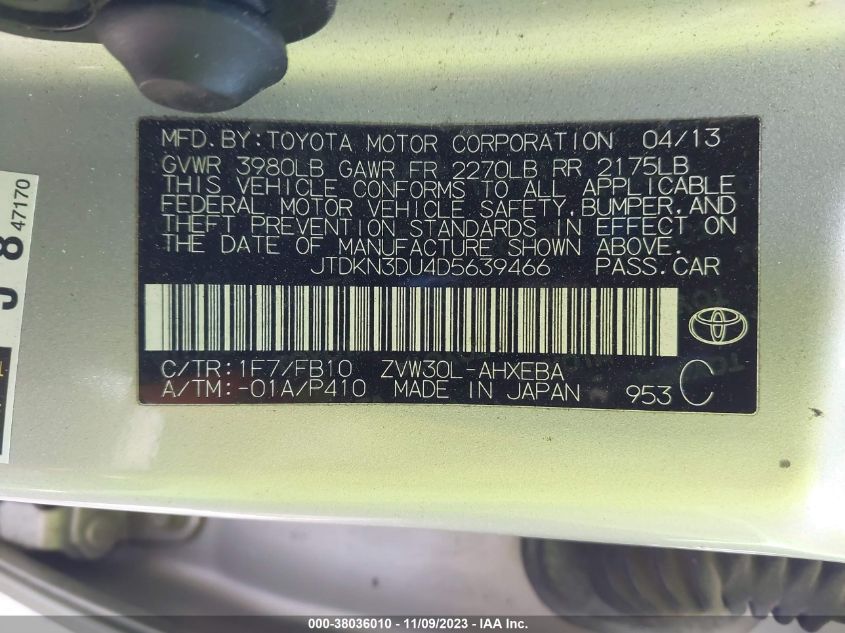 MFD. BY: TOYOTA MOTOR CORPORATION 04/13
GVWR 3980LB GAWR FR 2270LB RR 2175LB
THIS VEHICLE CONFORMS TO ALL APPLICABLE
FEDERAL MOTOR VEHICLE SAFETY, BUMPER, AND
THEFT PREVENTION STANDARDS IN EFFECT ON
THE DATE OF MANUFACTURE SHOWN ABOVE.
JTDKN3DU4D5639466 PASS. CAR
C/TR: 1F7/FB10 ZVW30L-AHXEBA
A/TM: -01A/P410 MADE IN JAPAN 953 C
J 8 47170
000-38036010 - 11/09/2023 - IAA Inc.